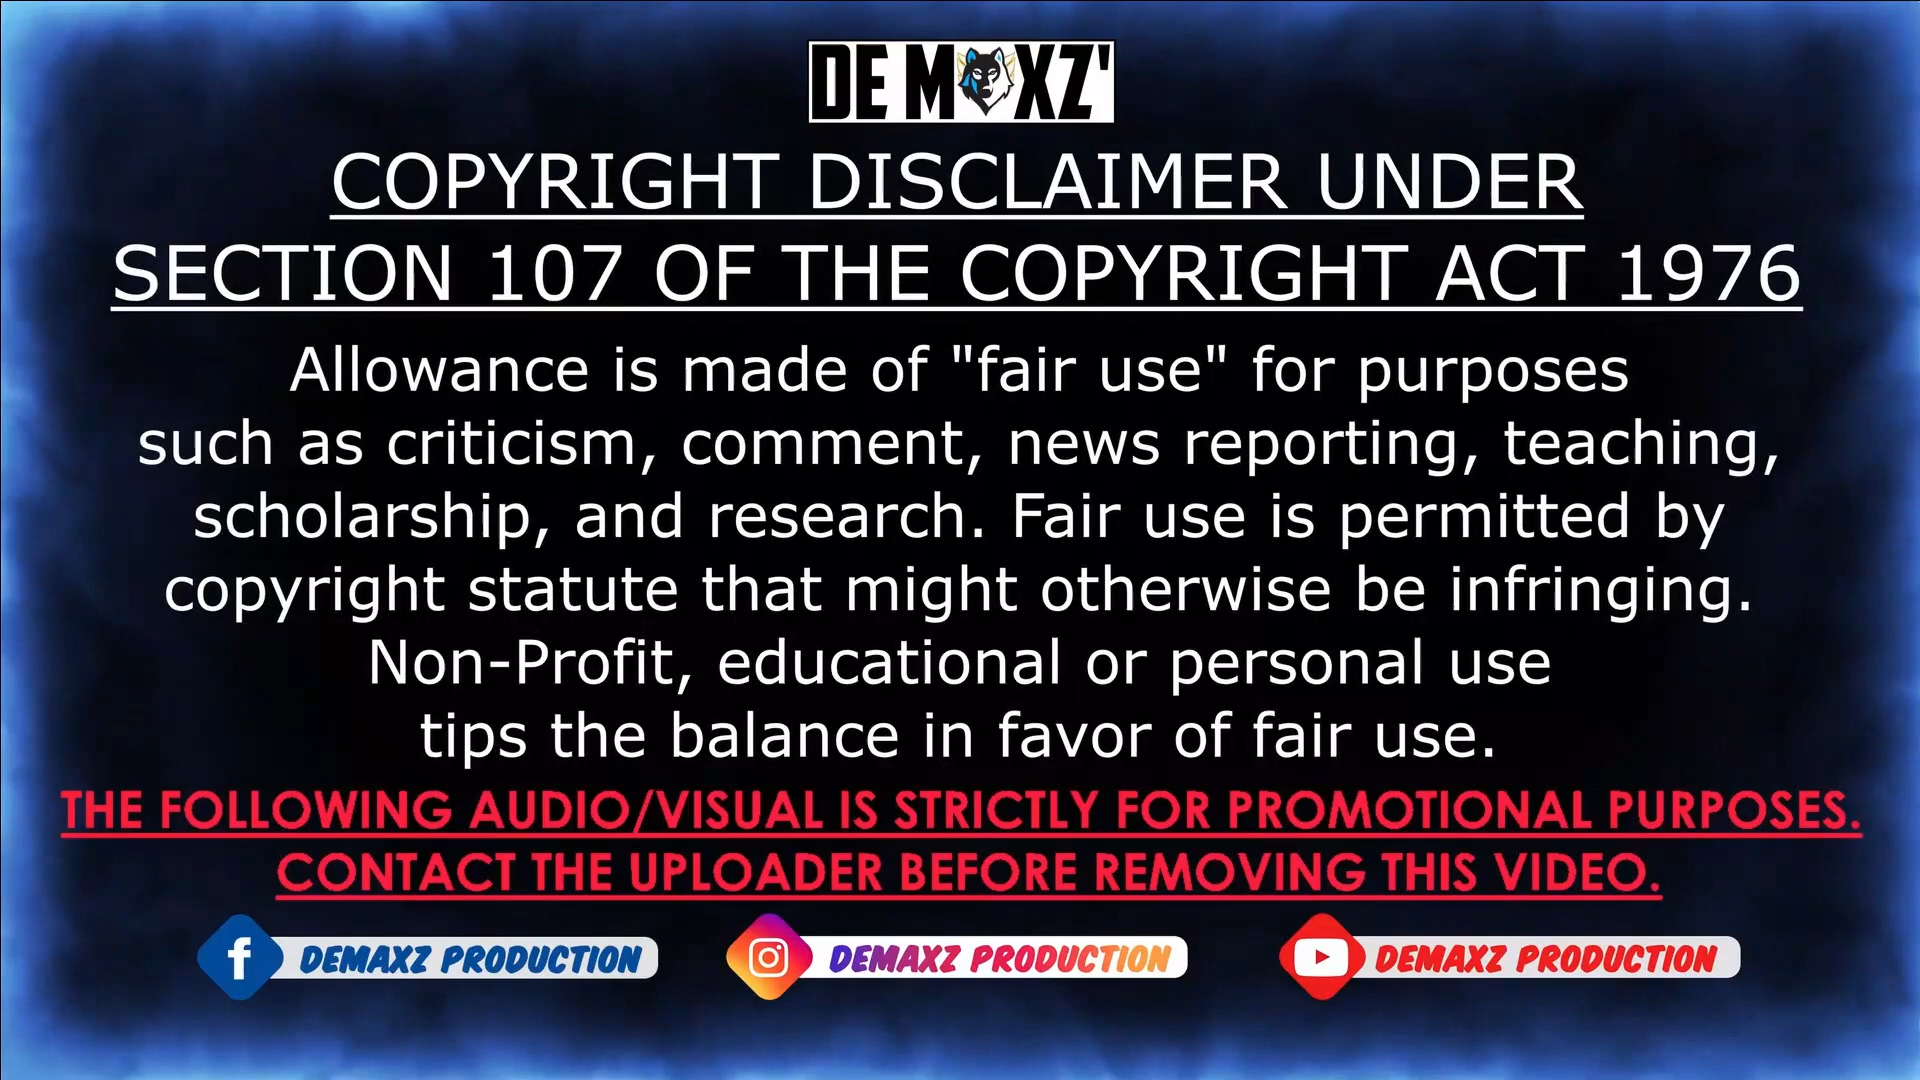 DE MAXZ'
COPYRIGHT DISCLAIMER UNDER
SECTION 107 OF THE COPYRIGHT ACT 1976
Allowance is made of "fair use" for purposes
such as criticism, comment, news reporting, teaching,
scholarship, and research. Fair use is permitted by
copyright statute that might otherwise be infringing.
Non-Profit, educational or personal use
tips the balance in favor of fair use.
THE FOLLOWING AUDIO/VISUAL IS STRICTLY FOR PROMOTIONAL PURPOSES.
CONTACT THE UPLOADER BEFORE REMOVING THIS VIDEO.
DEMAXZ PRODUCTION
DEMAXZ PRODUCTION
DEMAXZ PRODUCTION